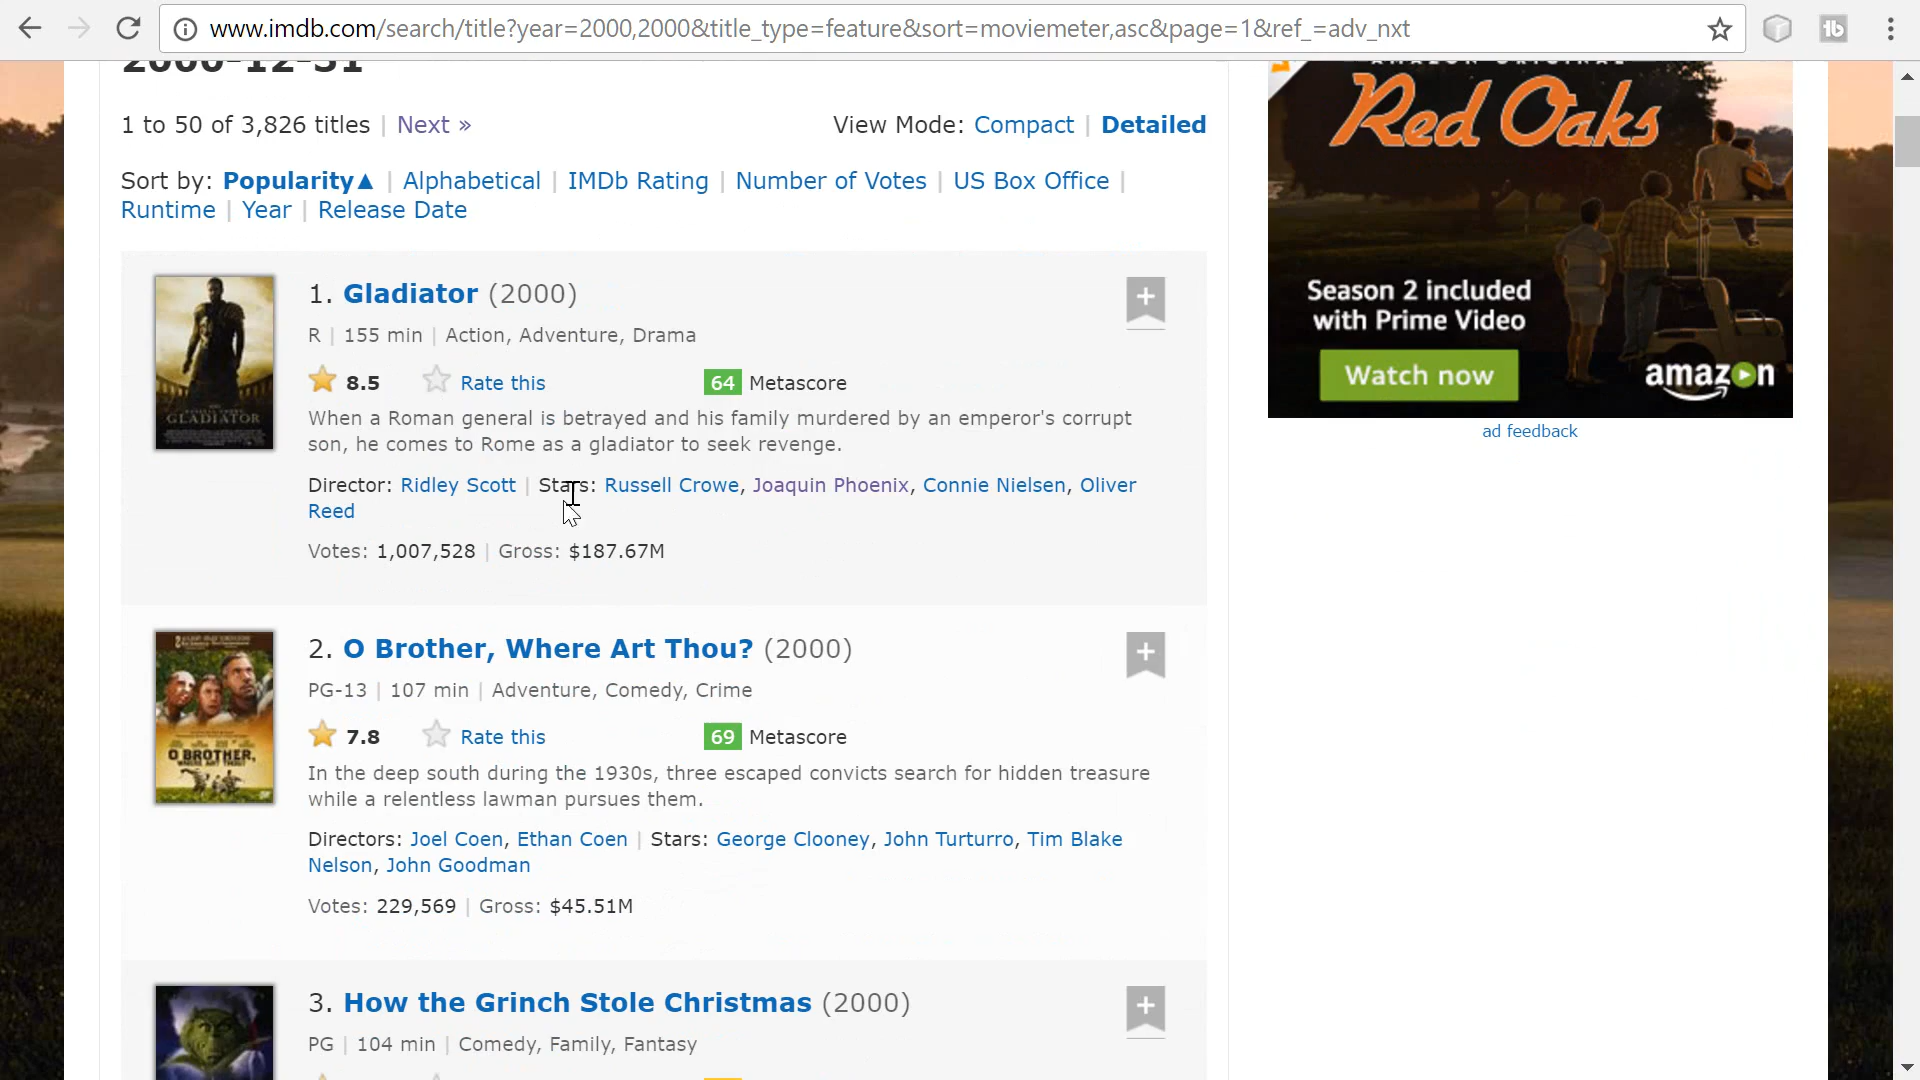 www.imdb.com/search/title?year=2000,2000&title_type=feature&sort=moviemeter,asc&page=1&ref_=adv_nxt
2000-12-31
1 to 50 of 3,826 titles | Next »
View Mode: Compact | Detailed
Sort by: Popularity▲ | Alphabetical | IMDb Rating | Number of Votes | US Box Office |
Runtime | Year | Release Date
GLADIATOR
1. Gladiator (2000)
R | 155 min | Action, Adventure, Drama
8.5 Rate this 64 Metascore
When a Roman general is betrayed and his family murdered by an emperor's corrupt
son, he comes to Rome as a gladiator to seek revenge.
Director: Ridley Scott | Stars: Russell Crowe, Joaquin Phoenix, Connie Nielsen, Oliver
Reed
Votes: 1,007,528 | Gross: $187.67M
O BROTHER,
WHERE ART THOU?
2. O Brother, Where Art Thou? (2000)
PG-13 | 107 min | Adventure, Comedy, Crime
7.8 Rate this 69 Metascore
In the deep south during the 1930s, three escaped convicts search for hidden treasure
while a relentless lawman pursues them.
Directors: Joel Coen, Ethan Coen | Stars: George Clooney, John Turturro, Tim Blake
Nelson, John Goodman
Votes: 229,569 | Gross: $45.51M
3. How the Grinch Stole Christmas (2000)
PG | 104 min | Comedy, Family, Fantasy
AMAZON ORIGINAL
Red Oaks
Season 2 included
with Prime Video
Watch now
amazon
ad feedback